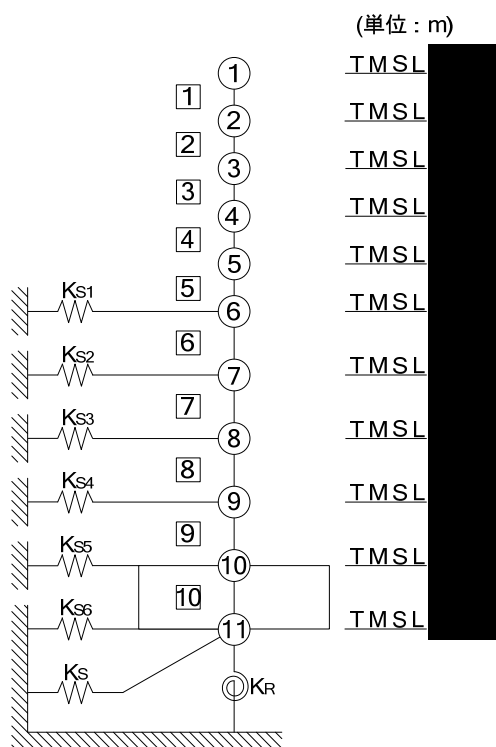 (単位：m)
1 TMSL
1
2 TMSL
2
3 TMSL
3
4 TMSL
4
5 TMSL
5
KS1 6 TMSL
6
KS2 7 TMSL
7
KS3 8 TMSL
8
KS4 9 TMSL
9
KS5 10 TMSL
10
KS6 11 TMSL
KS KR